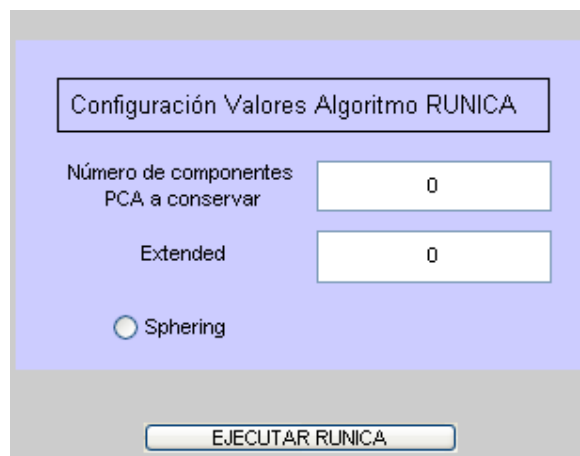 Configuración Valores Algoritmo RUNICA
Número de componentes
PCA a conservar
0
Extended
0
Sphering
EJECUTAR RUNICA